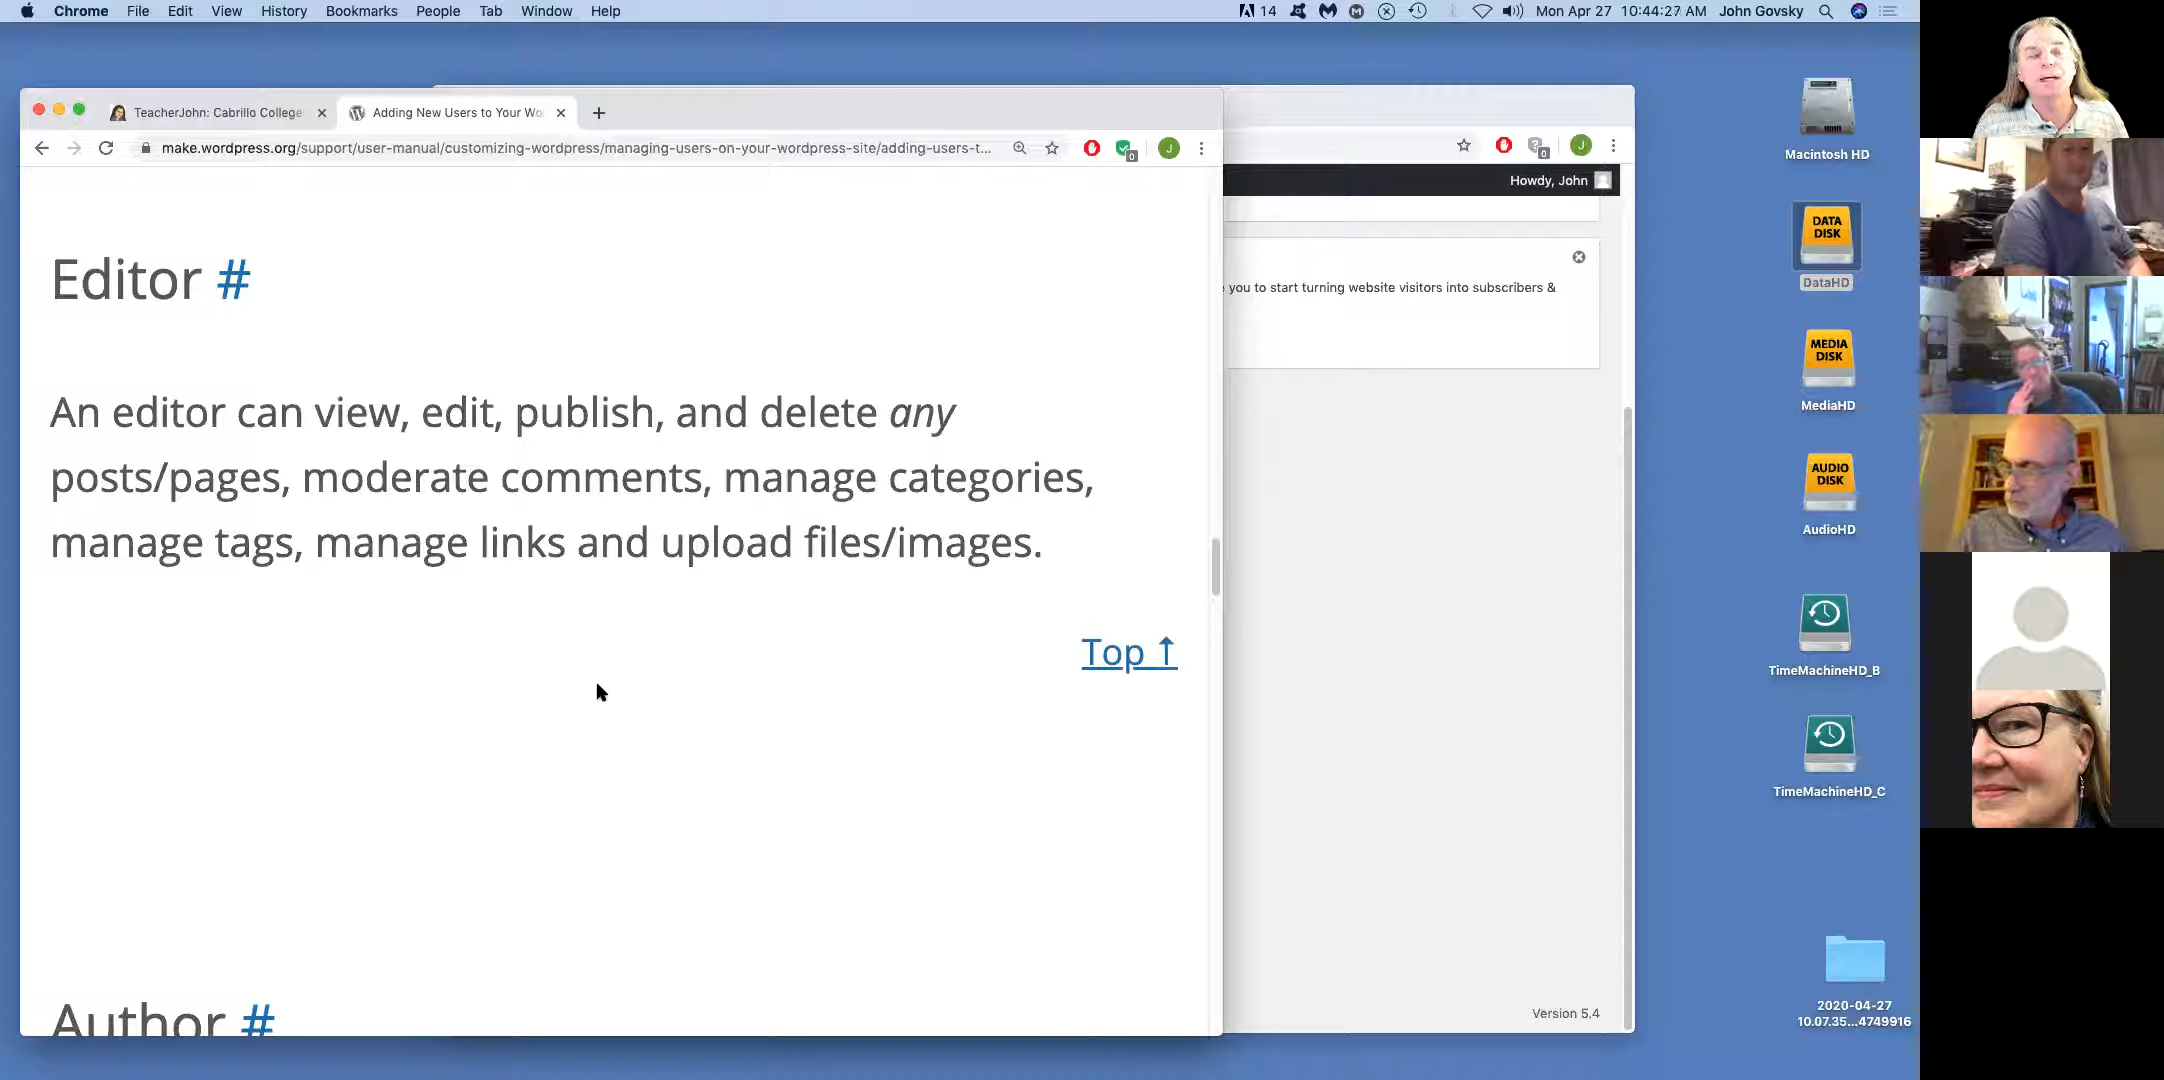 Chrome File Edit View History Bookmarks People Tab Window Help
14 Mon Apr 27 10:44:27 AM John Govsky
TeacherJohn: Cabrillo College
Adding New Users to Your Wo
make.wordpress.org/support/user-manual/customizing-wordpress/managing-users-on-your-wordpress-site/adding-users-t...
0
J
0
J
Howdy, John
Editor #
An editor can view, edit, publish, and delete any
posts/pages, moderate comments, manage categories,
manage tags, manage links and upload files/images.
Top ↑
Author #
you to start turning website visitors into subscribers &
Version 5.4
Macintosh HD
DATA
DISK
DataHD
MEDIA
DISK
MediaHD
AUDIO
DISK
AudioHD
TimeMachineHD_B
TimeMachineHD_C
2020-04-27
10.07.35...4749916